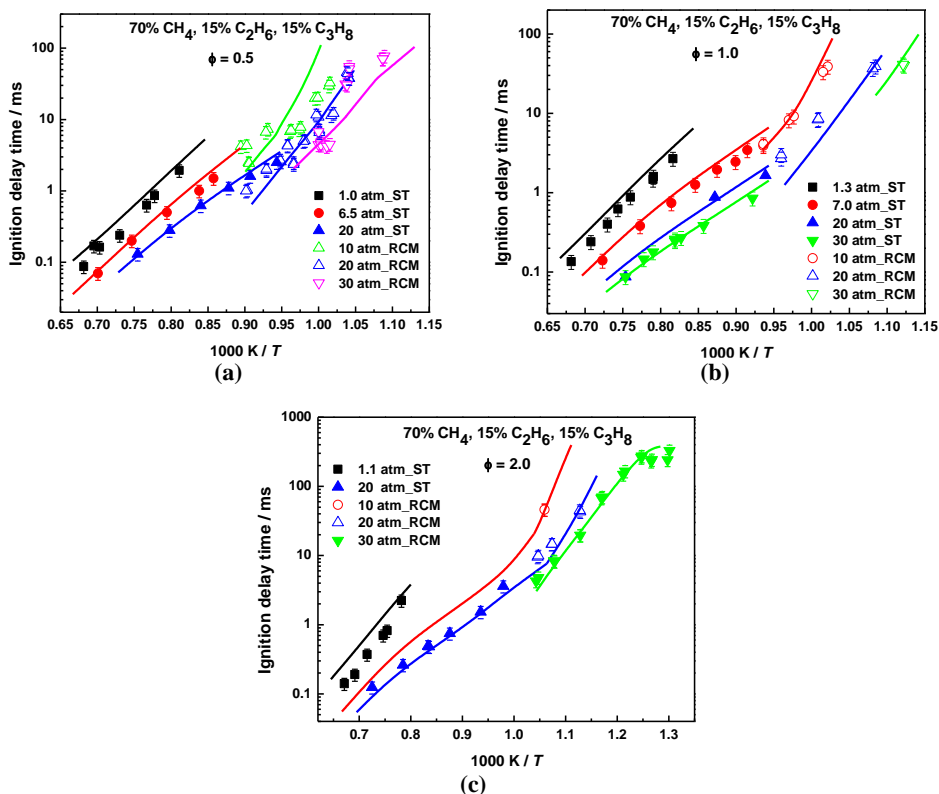 70% CH4, 15% C2H6, 15% C3H8
ϕ = 0.5
Ignition delay time / ms
100
10
1
0.1
1.0 atm_ST
6.5 atm_ST
20 atm_ST
10 atm_RCM
20 atm_RCM
30 atm_RCM
0.65 0.70 0.75 0.80 0.85 0.90 0.95 1.00 1.05 1.10 1.15
1000 K / T
(a)
70% CH4, 15% C2H6, 15% C3H8
ϕ = 1.0
Ignition delay time / ms
100
10
1
0.1
1.3 atm_ST
7.0 atm_ST
20 atm_ST
30 atm_ST
10 atm_RCM
20 atm_RCM
30 atm_RCM
0.65 0.70 0.75 0.80 0.85 0.90 0.95 1.00 1.05 1.10 1.15
1000 K / T
(b)
70% CH4, 15% C2H6, 15% C3H8
ϕ = 2.0
Ignition delay time / ms
1000
100
10
1
0.1
1.1 atm_ST
20 atm_ST
10 atm_RCM
20 atm_RCM
30 atm_RCM
0.7 0.8 0.9 1.0 1.1 1.2 1.3
1000 K / T
(c)